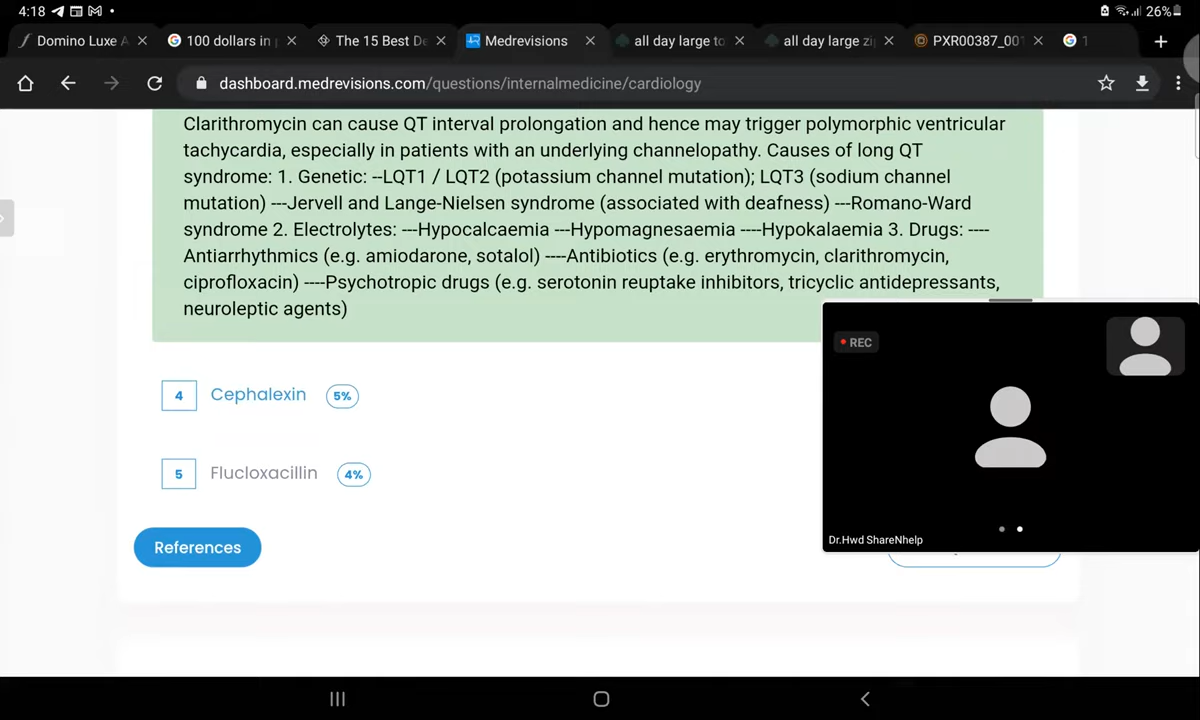 4:18
26%
Domino Luxe A
100 dollars in
The 15 Best De
Medrevisions
all day large to
all day large zi
PXR00387_001
1
dashboard.medrevisions.com/questions/internalmedicine/cardiology
Clarithromycin can cause QT interval prolongation and hence may trigger polymorphic ventricular
tachycardia, especially in patients with an underlying channelopathy. Causes of long QT
syndrome: 1. Genetic: --LQT1 / LQT2 (potassium channel mutation); LQT3 (sodium channel
mutation) ---Jervell and Lange-Nielsen syndrome (associated with deafness) ---Romano-Ward
syndrome 2. Electrolytes: ---Hypocalcaemia ---Hypomagnesaemia ----Hypokalaemia 3. Drugs: ----
Antiarrhythmics (e.g. amiodarone, sotalol) ----Antibiotics (e.g. erythromycin, clarithromycin,
ciprofloxacin) ----Psychotropic drugs (e.g. serotonin reuptake inhibitors, tricyclic antidepressants,
neuroleptic agents)
REC
4 Cephalexin 5%
5 Flucloxacillin 4%
References
Dr.Hwd ShareNhelp